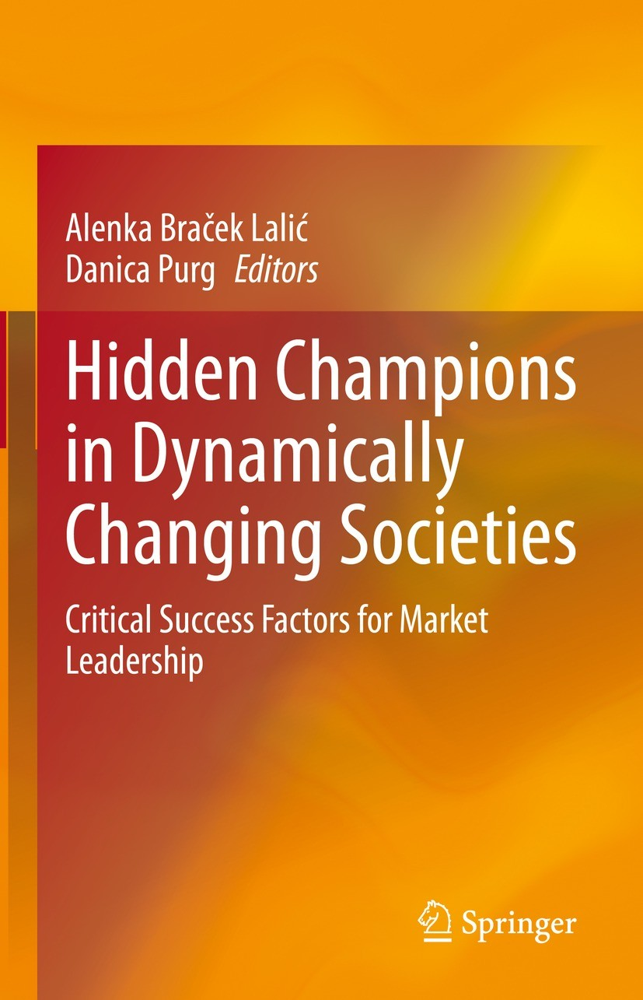 Alenka Braček Lalić
Danica Purg Editors
Hidden Champions
in Dynamically
Changing Societies
Critical Success Factors for Market
Leadership
Springer